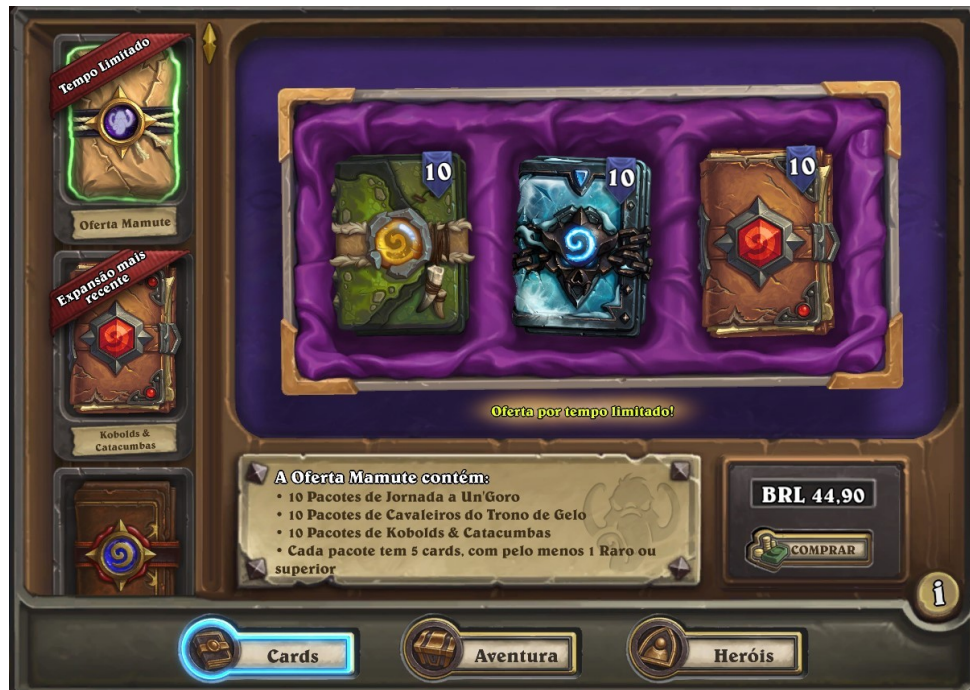 Tempo Limitado
Oferta Mamute
Expansão mais
recente
Kobolds &
Catacumbas
10
10
10
Oferta por tempo limitado!
A Oferta Mamute contém:
• 10 Pacotes de Jornada a Un'Goro
• 10 Pacotes de Cavaleiros do Trono de Gelo
• 10 Pacotes de Kobolds & Catacumbas
• Cada pacote tem 5 cards, com pelo menos 1 Raro ou
superior
BRL 44,90
COMPRAR
i
Cards
Aventura
Heróis